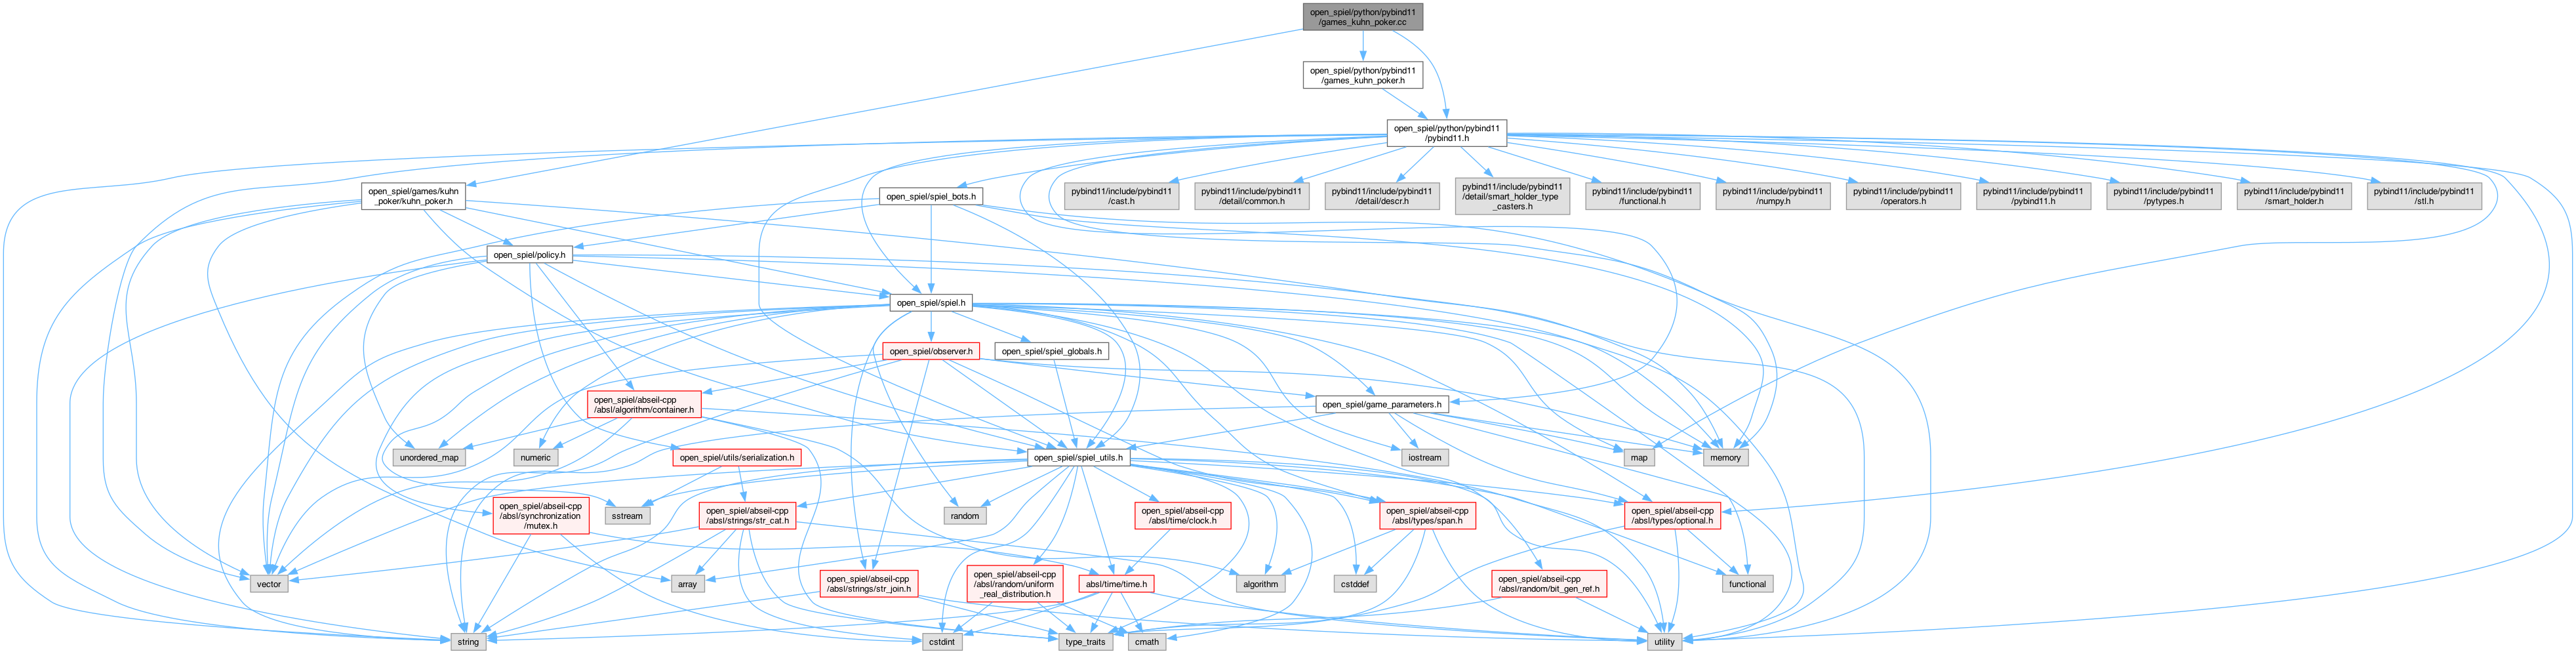 open_spiel/python/pybind11
/games_kuhn_poker.cc
open_spiel/python/pybind11
/games_kuhn_poker.h
open_spiel/python/pybind11
/pybind11.h
open_spiel/games/kuhn
_poker/kuhn_poker.h
open_spiel/spiel_bots.h
pybind11/include/pybind11
/cast.h
pybind11/include/pybind11
/detail/common.h
pybind11/include/pybind11
/detail/descr.h
pybind11/include/pybind11
/detail/smart_holder_type
_casters.h
pybind11/include/pybind11
/functional.h
pybind11/include/pybind11
/numpy.h
pybind11/include/pybind11
/operators.h
pybind11/include/pybind11
/pybind11.h
pybind11/include/pybind11
/pytypes.h
pybind11/include/pybind11
/smart_holder.h
pybind11/include/pybind11
/stl.h
open_spiel/policy.h
open_spiel/spiel.h
open_spiel/observer.h
open_spiel/spiel_globals.h
open_spiel/abseil-cpp
/absl/algorithm/container.h
open_spiel/game_parameters.h
unordered_map
numeric
open_spiel/utils/serialization.h
open_spiel/spiel_utils.h
iostream
map
memory
open_spiel/abseil-cpp
/absl/synchronization
/mutex.h
sstream
open_spiel/abseil-cpp
/absl/strings/str_cat.h
random
open_spiel/abseil-cpp
/absl/time/clock.h
open_spiel/abseil-cpp
/absl/types/span.h
open_spiel/abseil-cpp
/absl/types/optional.h
vector
array
open_spiel/abseil-cpp
/absl/strings/str_join.h
open_spiel/abseil-cpp
/absl/random/uniform
_real_distribution.h
absl/time/time.h
algorithm
cstddef
open_spiel/abseil-cpp
/absl/random/bit_gen_ref.h
functional
string
cstdint
type_traits
cmath
utility